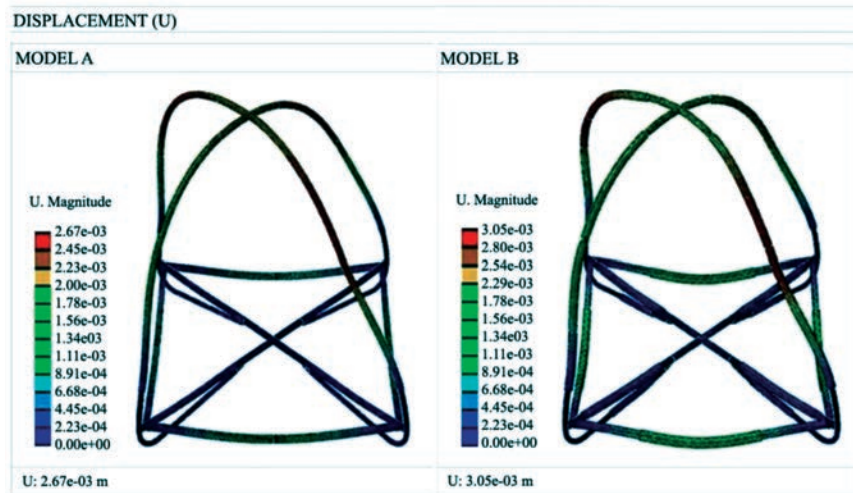 DISPLACEMENT (U)
MODEL A
MODEL B
U. Magnitude
2.67e-03
2.45e-03
2.23e-03
2.00e-03
1.78e-03
1.56e-03
1.34e03
1.11e-03
8.91e-04
6.68e-04
4.45e-04
2.23e-04
0.00e+00
U. Magnitude
3.05e-03
2.80e-03
2.54e-03
2.29e-03
1.78e-03
1.56e-03
1.34e03
1.11e-03
8.91e-04
6.68e-04
4.45e-04
2.23e-04
0.00e+00
U: 2.67e-03 m
U: 3.05e-03 m